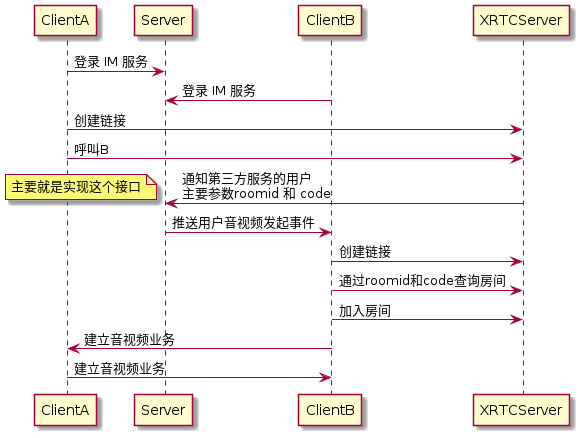 ClientA
Server
ClientB
XRTCServer
登录 IM 服务
登录 IM 服务
创建链接
呼叫B
主要就是实现这个接口
通知第三方服务的用户
主要参数roomid 和 code
推送用户音视频发起事件
创建链接
通过roomid和code查询房间
加入房间
建立音视频业务
建立音视频业务
ClientA
Server
ClientB
XRTCServer